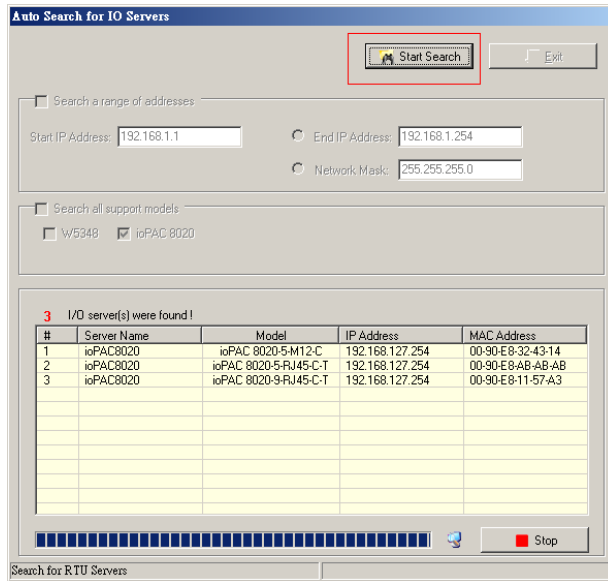 Auto Search for IO Servers
Start Search
Exit
Search a range of addresses
Start IP Address: 192.168.1.1
End IP Address: 192.168.1.254
Network Mask: 255.255.255.0
Search all support models
W5348 ioPAC 8020
3 I/O server(s) were found !
# Server Name Model IP Address MAC Address
1 ioPAC8020 ioPAC 8020-5-M12-C 192.168.127.254 00-90-E8-32-43-14
2 ioPAC8020 ioPAC 8020-5-RJ45-C-T 192.168.127.254 00-90-E8-AB-AB-AB
3 ioPAC8020 ioPAC 8020-9-RJ45-C-T 192.168.127.254 00-90-E8-11-57-A3
Stop
Search for RTU Servers